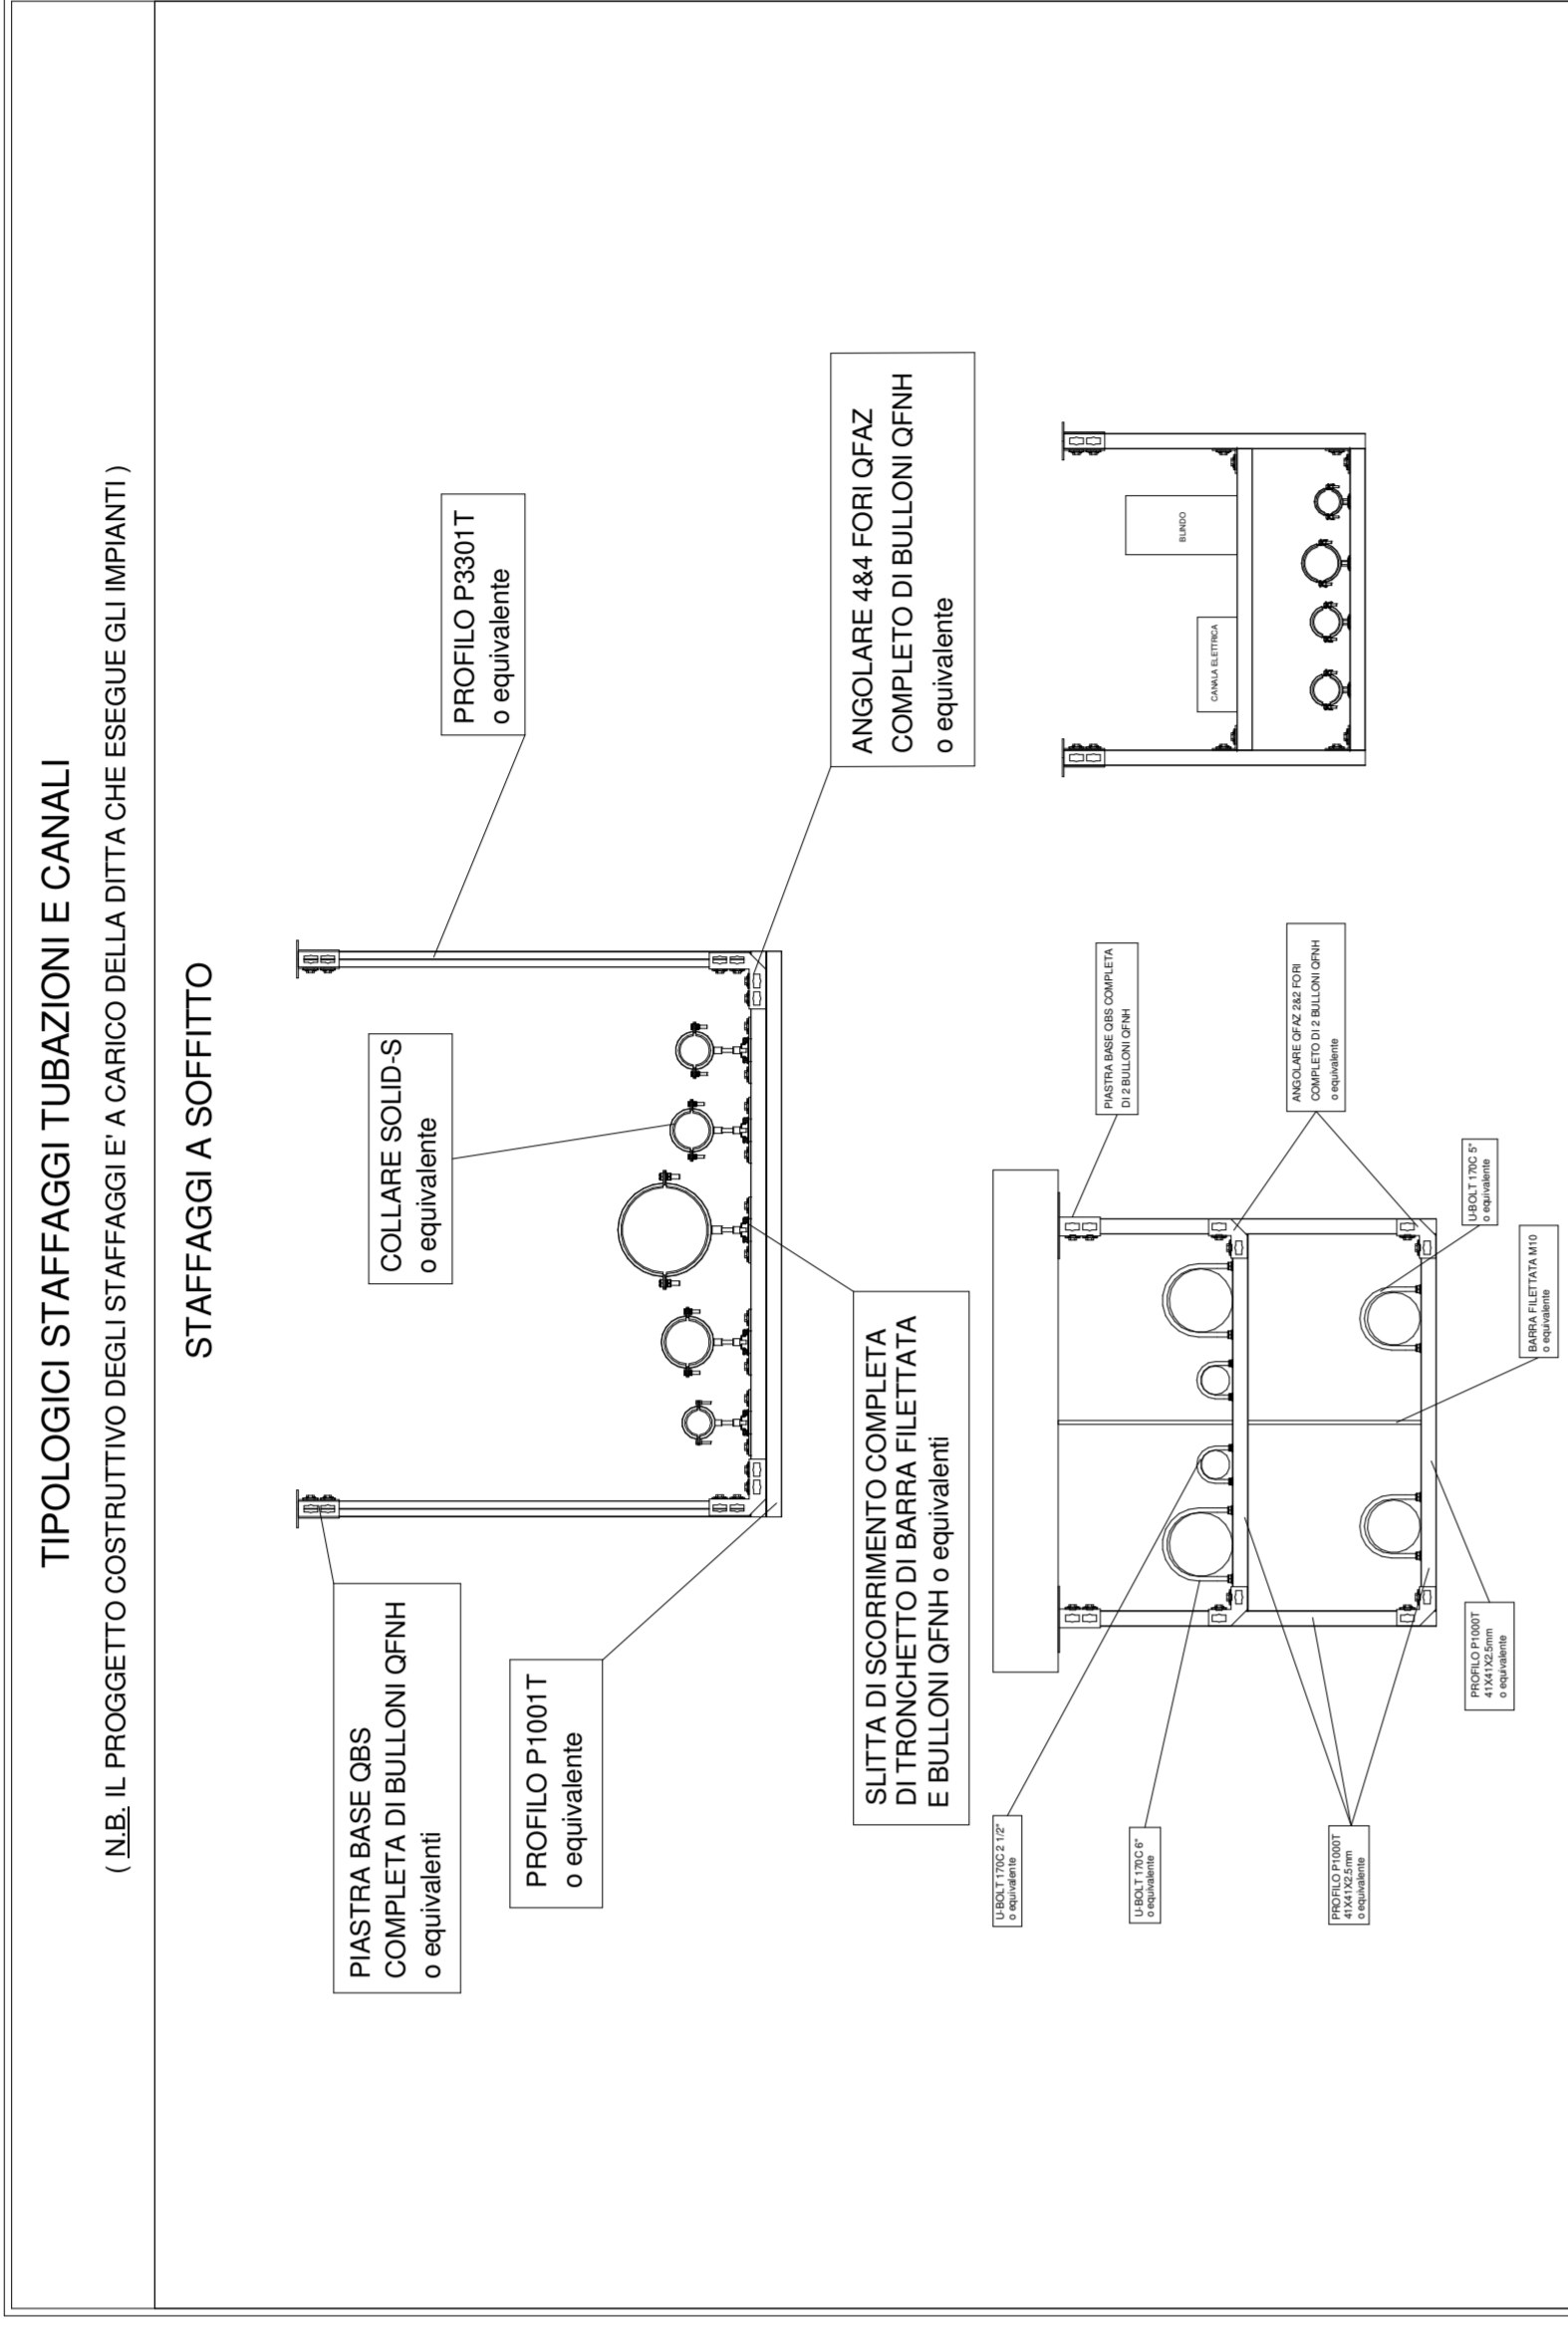 TIPOLOGICI STAFFAGGI TUBAZIONI E CANALI
( N.B. IL PROGGETTO COSTRUTTIVO DEGLI STAFFAGGI E' A CARICO DELLA DITTA CHE ESEGUE GLI IMPIANTI )
STAFFAGGI A SOFFITTO
PIASTRA BASE QBS
COMPLETA DI BULLONI QFNH
o equivalenti
COLLARE SOLID-S
o equivalente
PROFILO P3301T
o equivalente
PROFILO P1001T
o equivalente
SLITTA DI SCORRIMENTO COMPLETA
DI TRONCHETTO DI BARRA FILETTATA
E BULLONI QFNH o equivalenti
ANGOLARE 4&4 FORI QFAZ
COMPLETO DI BULLONI QFNH
o equivalente
U-BOLT 170C 2 1/2"
o equivalente
U-BOLT 170C 6"
o equivalente
PROFILO P1000T
41X41X2.5mm
o equivalente
PROFILO P1000T
41X41X2.5mm
o equivalente
PIASTRA BASE QBS COMPLETA
DI 2 BULLONI QFNH
ANGOLARE QFAZ 2&2 FORI
COMPLETO DI 2 BULLONI QFNH
o equivalente
U-BOLT 170C 5"
o equivalente
BARRA FILETTATA M10
o equivalente
CANALA ELETTRICA
BLINDO